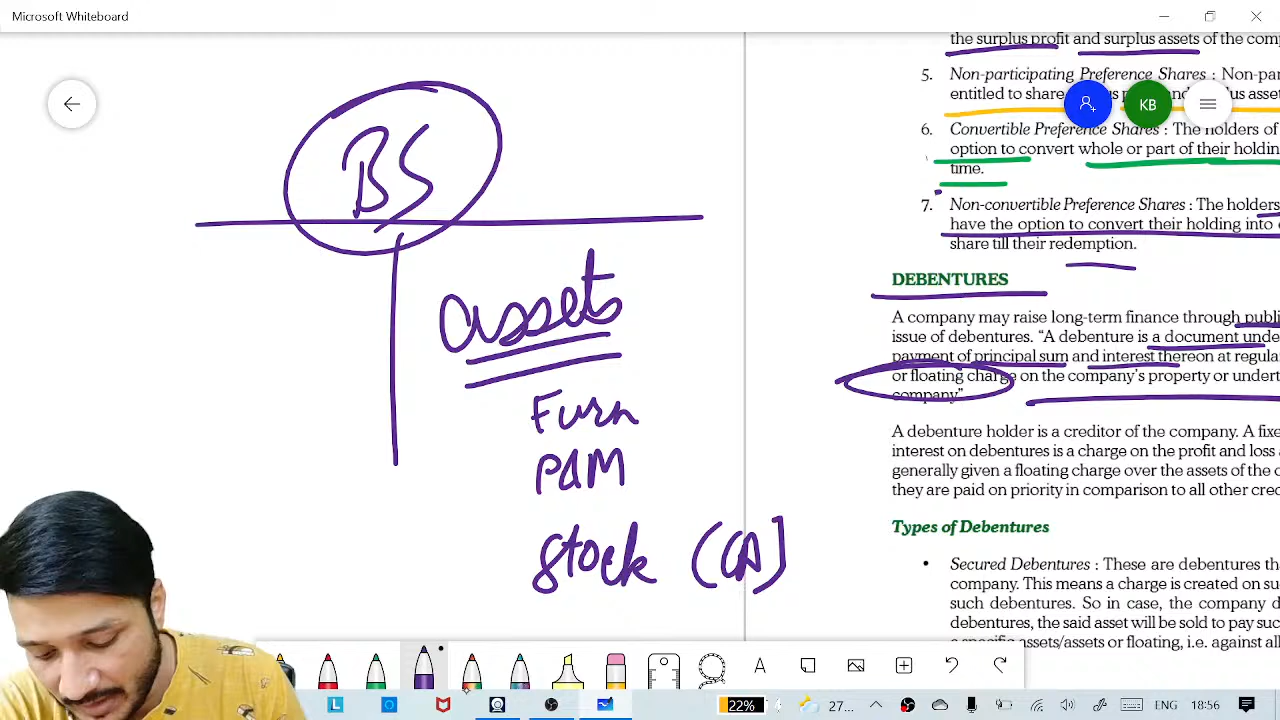 Microsoft Whiteboard
BS
assets
Furn
P&M
Stock (CA)
the surplus profit and surplus assets of the comp
5. Non-participating Preference Shares : Non-par
entitled to share
6. Convertible Preference Shares : The holders of
option to convert whole or part of their holdin
time.
7. Non-convertible Preference Shares : The holders
have the option to convert their holding into
share till their redemption.
DEBENTURES
A company may raise long-term finance through publi
issue of debentures. “A debenture is a document unde
payment of principal sum and interest thereon at regula
or floating charge on the company's property or undert
company”
A debenture holder is a creditor of the company. A fixe
interest on debentures is a charge on the profit and loss
generally given a floating charge over the assets of the c
they are paid on priority in comparison to all other cred
Types of Debentures
• Secured Debentures : These are debentures tha
company. This means a charge is created on su
such debentures. So in case, the company d
debentures, the said asset will be sold to pay suc
a specific assets/assets or floating, i.e. against all
KB
A
L
22%
27...
ENG
18:56